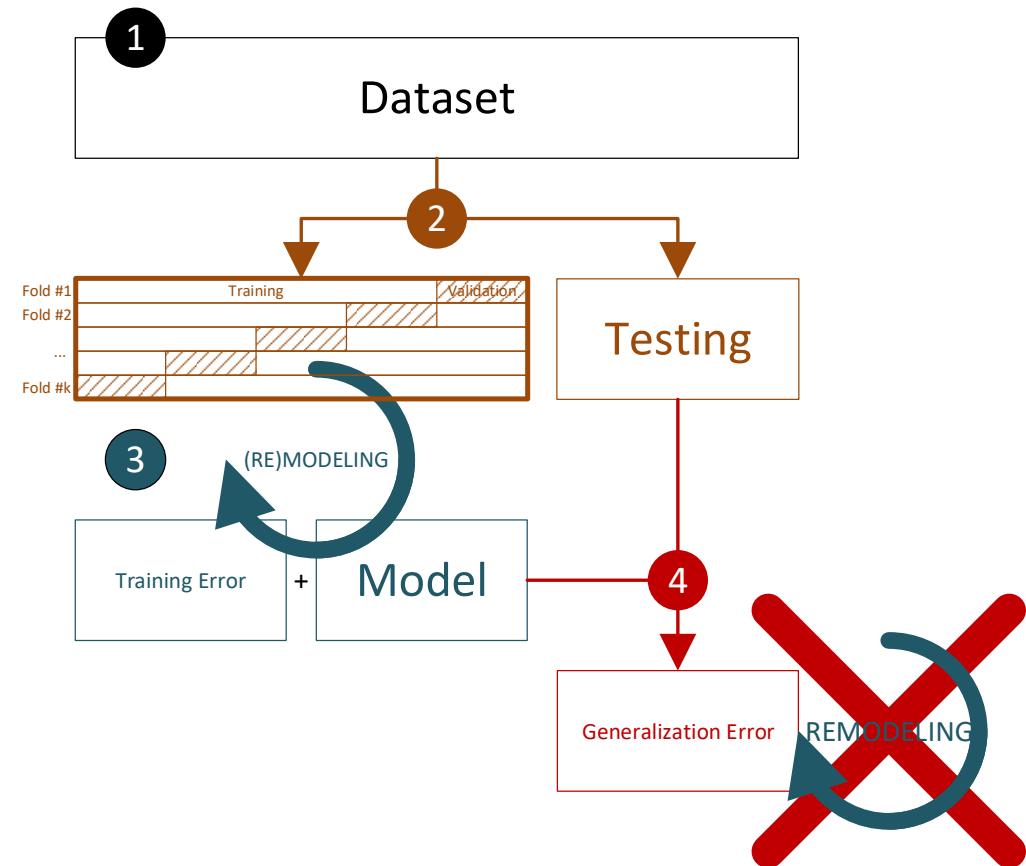 1
Dataset
2
Fold #1
Training
Validation
Fold #2
...
Fold #k
Testing
3
(RE)MODELING
Training Error
+
Model
4
Generalization Error
REMODELING